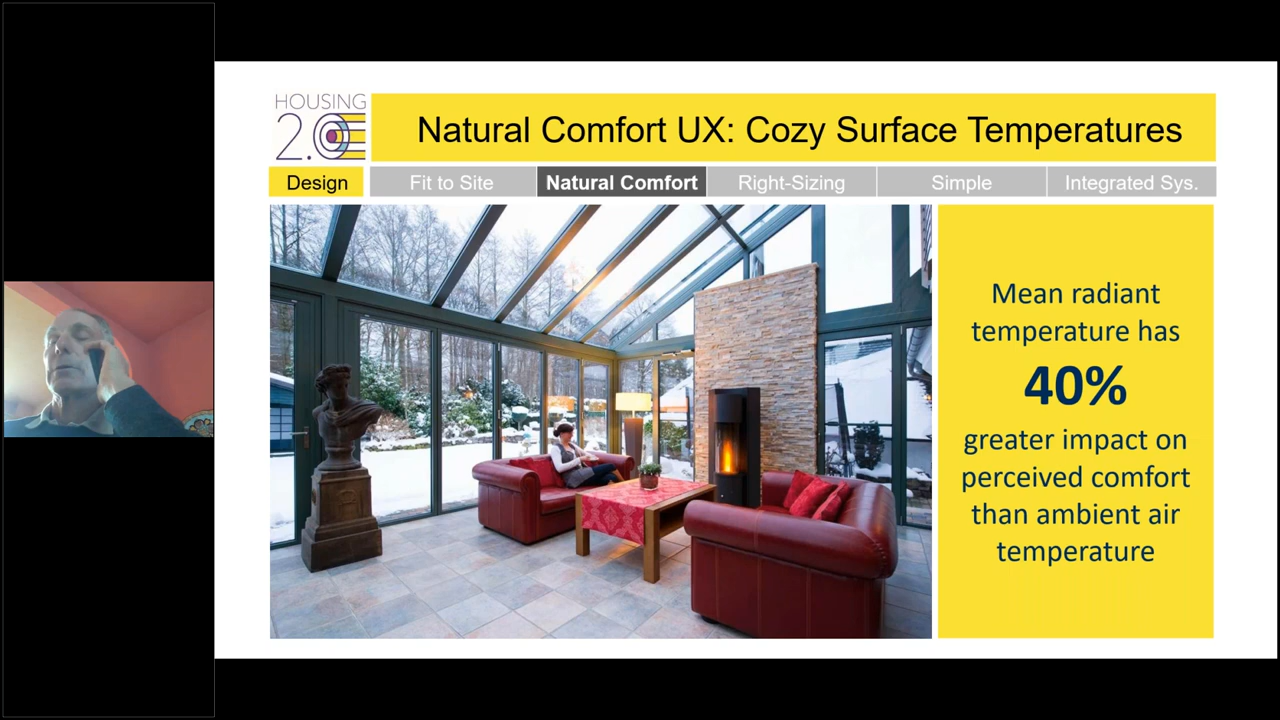 HOUSING
2.0
Natural Comfort UX: Cozy Surface Temperatures
Design
Fit to Site
Natural Comfort
Right-Sizing
Simple
Integrated Sys.
Mean radiant
temperature has
40%
greater impact on
perceived comfort
than ambient air
temperature